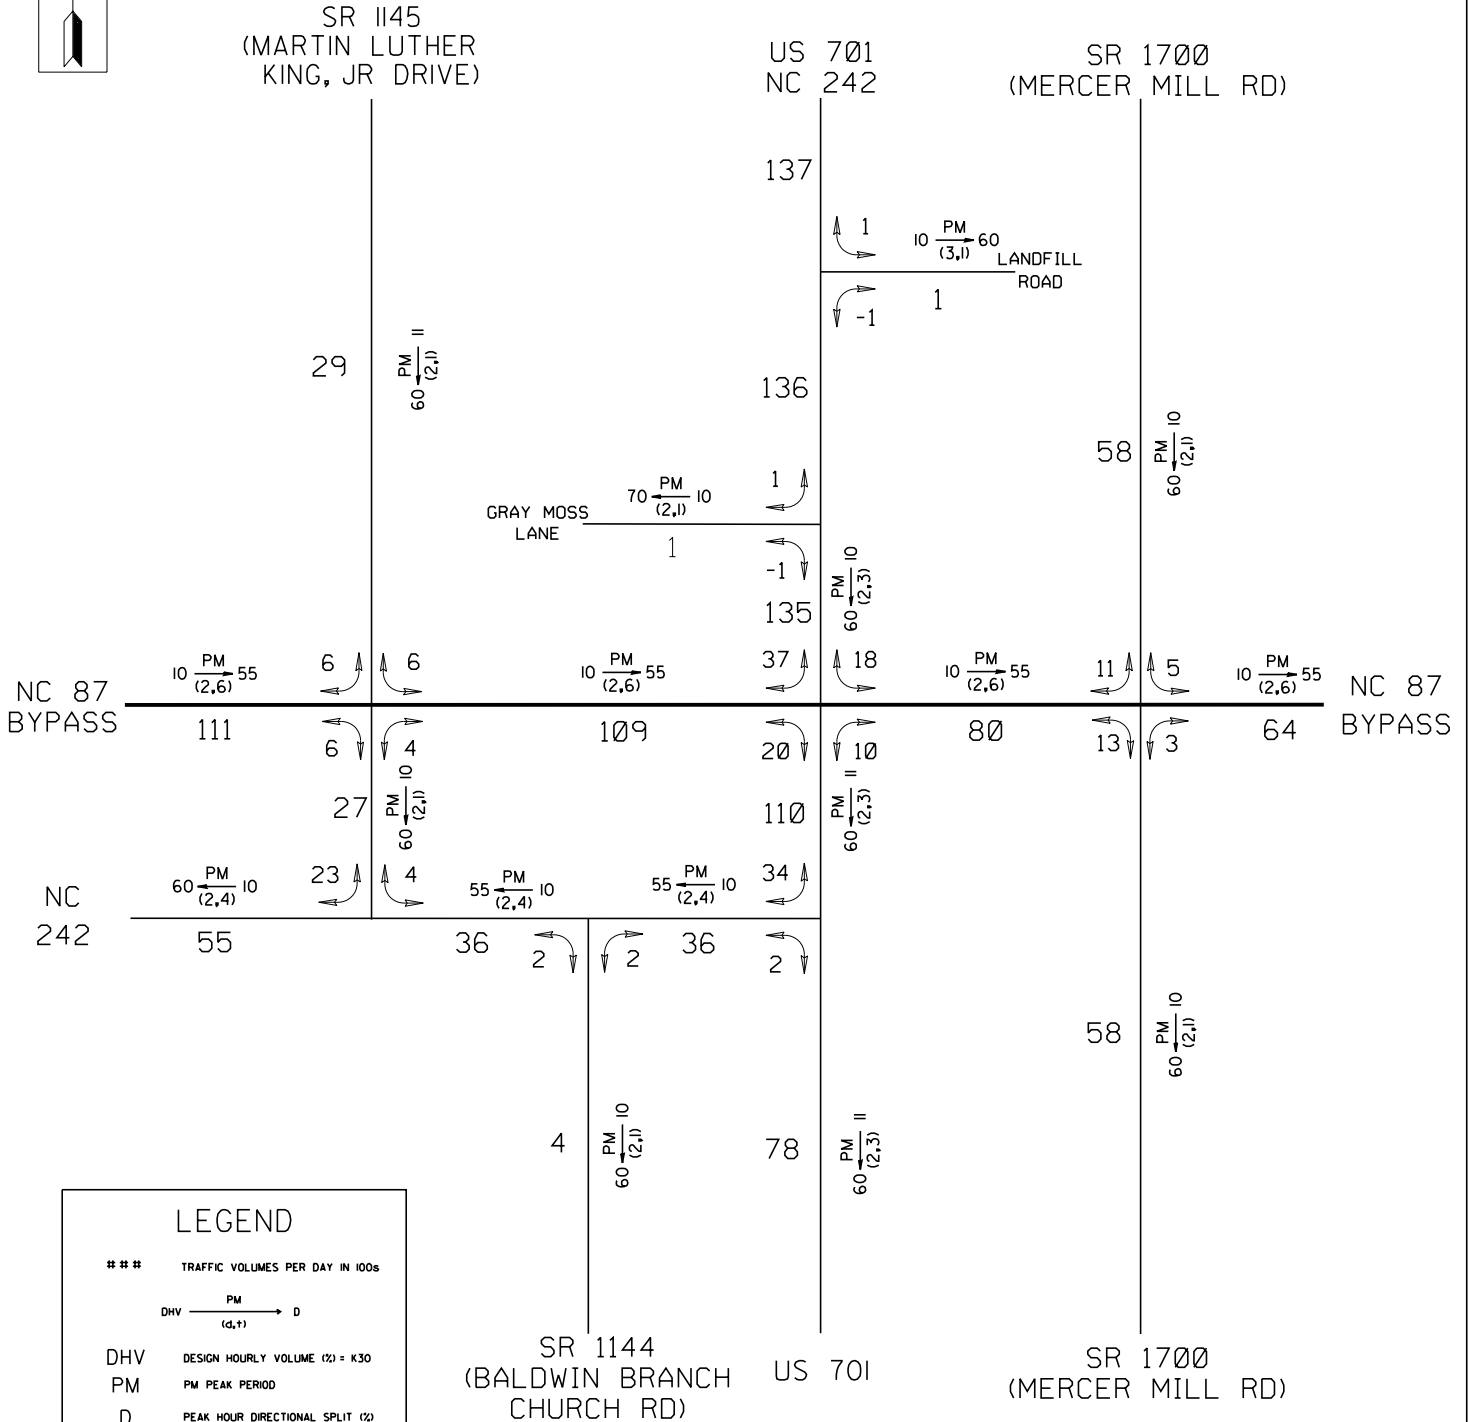 SR 1145
(MARTIN LUTHER
KING, JR DRIVE)
US 701
NC 242
SR 1700
(MERCER MILL RD)
137
1
10 PM 60
(2,1)
LANDFILL
ROAD
-1
1
29
PM 11
60 (2,1)
136
58
PM 10
60 (2,1)
1
70 PM 10
(2,1)
GRAY MOSS
LANE
1
-1
135
PM 10
60 (2,3)
10 PM 55
(2,6)
6
6
10 PM 55
(2,6)
37
18
10 PM 55
(2,6)
11
5
10 PM 55
(2,6)
NC 87
BYPASS
NC 87
BYPASS
111
6
4
109
20
10
80
13
3
64
27
PM 10
60 (2,1)
110
PM 11
60 (2,3)
60 PM 10
(2,4)
23
4
55 PM 10
(2,4)
55 PM 10
(2,4)
34
NC
242
55
36
2
2
36
2
58
PM 10
60 (2,1)
4
PM 10
60 (2,1)
78
PM 11
60 (2,3)
LEGEND
### TRAFFIC VOLUMES PER DAY IN 100s
DHV PM D
(d,t)
DHV DESIGN HOURLY VOLUME (%) = K30
PM PM PEAK PERIOD
D PEAK HOUR DIRECTIONAL SPLIT (%)
SR 1144
(BALDWIN BRANCH
CHURCH RD)
US 701
SR 1700
(MERCER MILL RD)